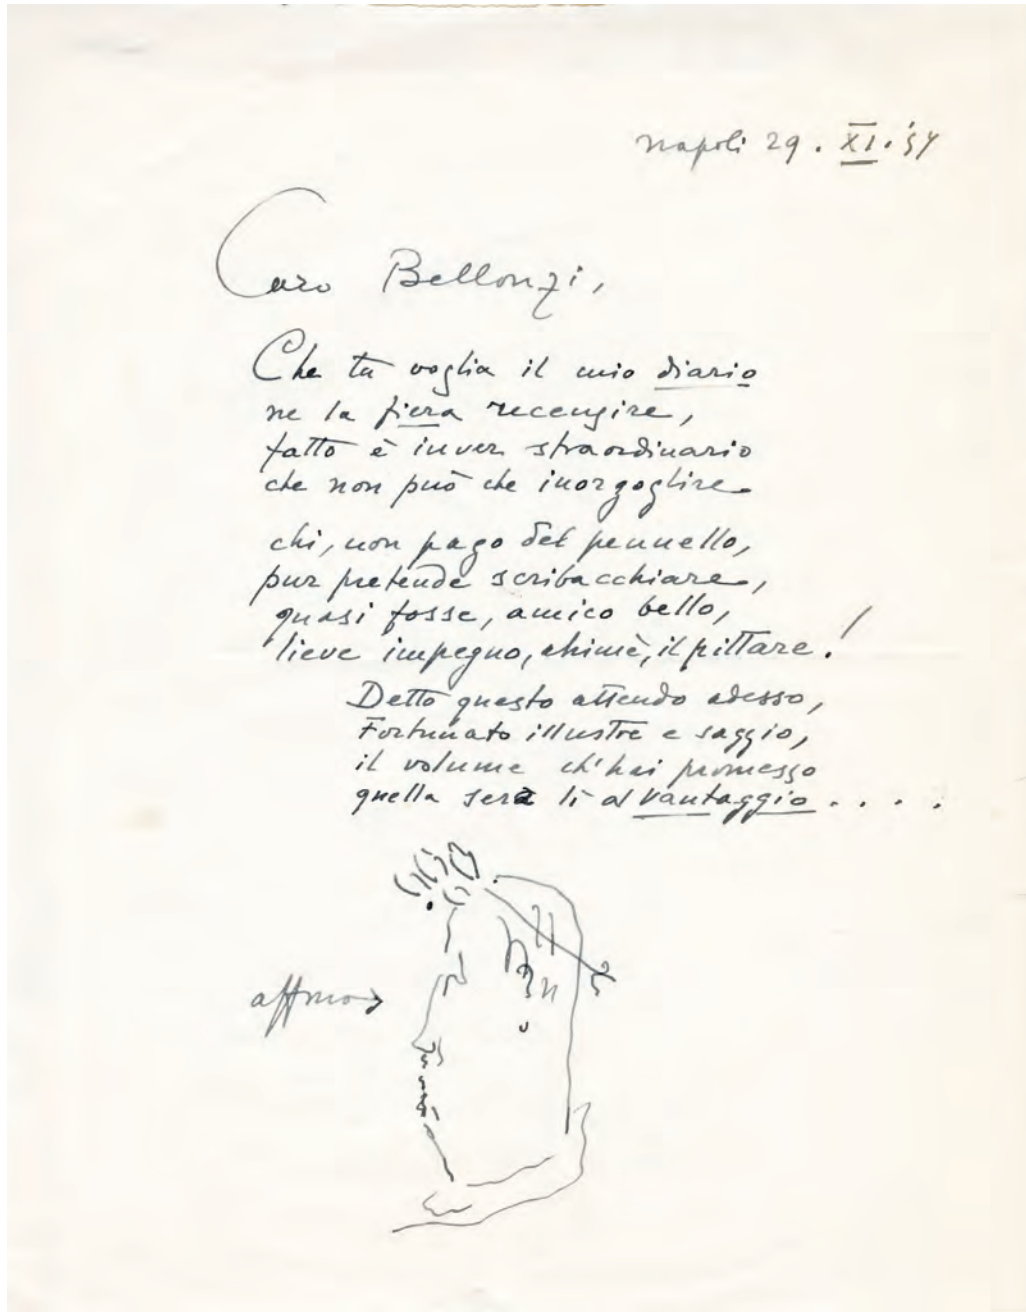 Napoli 29. XI. '54
Caro Bellonzi,
Che tu voglia il mio diario
ne la fiera recensire,
fatto è inver straordinario
che non può che inorgoglire
chi, non pago del pennello,
pur pretende scribacchiare,
quasi fosse, amico bello,
lieve impegno, ahimè, il pittare!
Detto questo attendo adesso,
Fortunato illustre e saggio,
il volume ch'hai promesso
quella sera lì al Vantaggio . . . .
affmo